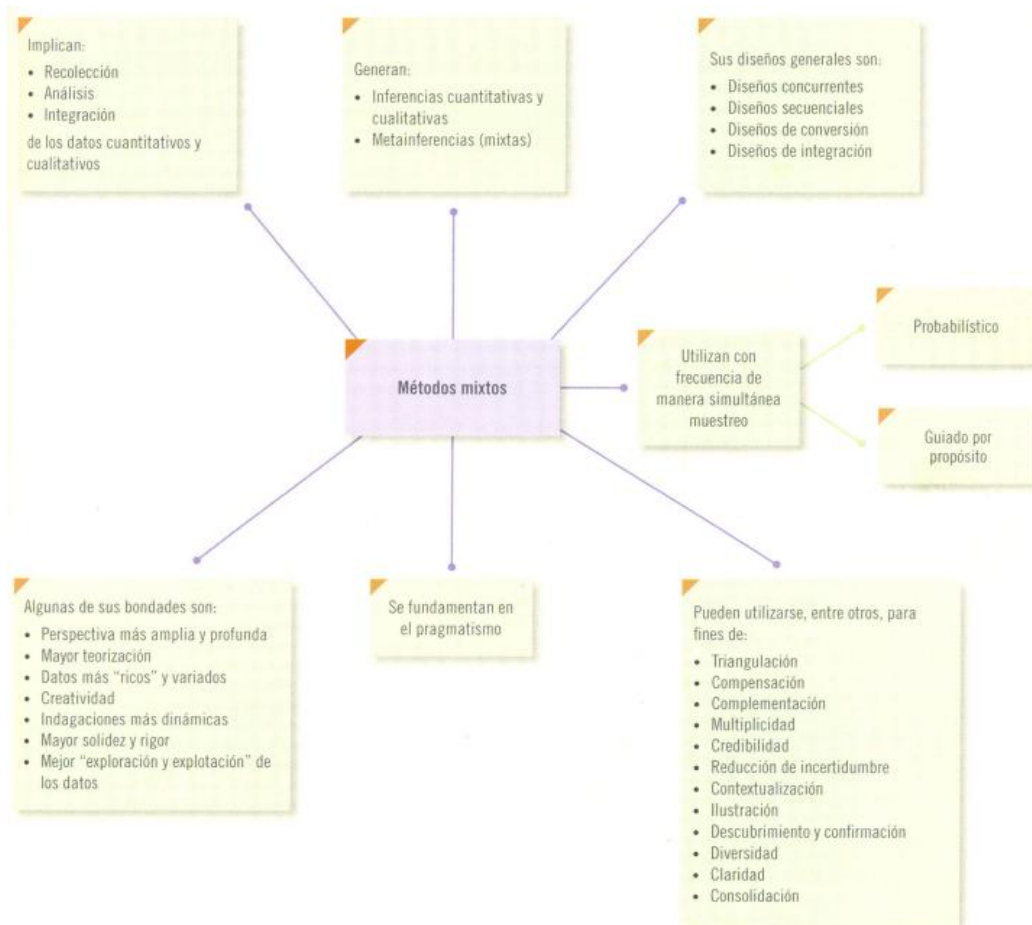 Implican:
• Recolección
• Análisis
• Integración
de los datos cuantitativos y
cualitativos
Generan:
• Inferencias cuantitativas y
cualitativas
• Metainferencias (mixtas)
Sus diseños generales son:
• Diseños concurrentes
• Diseños secuenciales
• Diseños de conversión
• Diseños de integración
Métodos mixtos
Utilizan con
frecuencia de
manera simultánea
muestreo
Probabilístico
Guiado por
propósito
Algunas de sus bondades son:
• Perspectiva más amplia y profunda
• Mayor teorización
• Datos más “ricos” y variados
• Creatividad
• Indagaciones más dinámicas
• Mayor solidez y rigor
• Mejor “exploración y explotación” de
los datos
Se fundamentan en
el pragmatismo
Pueden utilizarse, entre otros, para
fines de:
• Triangulación
• Compensación
• Complementación
• Multiplicidad
• Credibilidad
• Reducción de incertidumbre
• Contextualización
• Ilustración
• Descubrimiento y confirmación
• Diversidad
• Claridad
• Consolidación